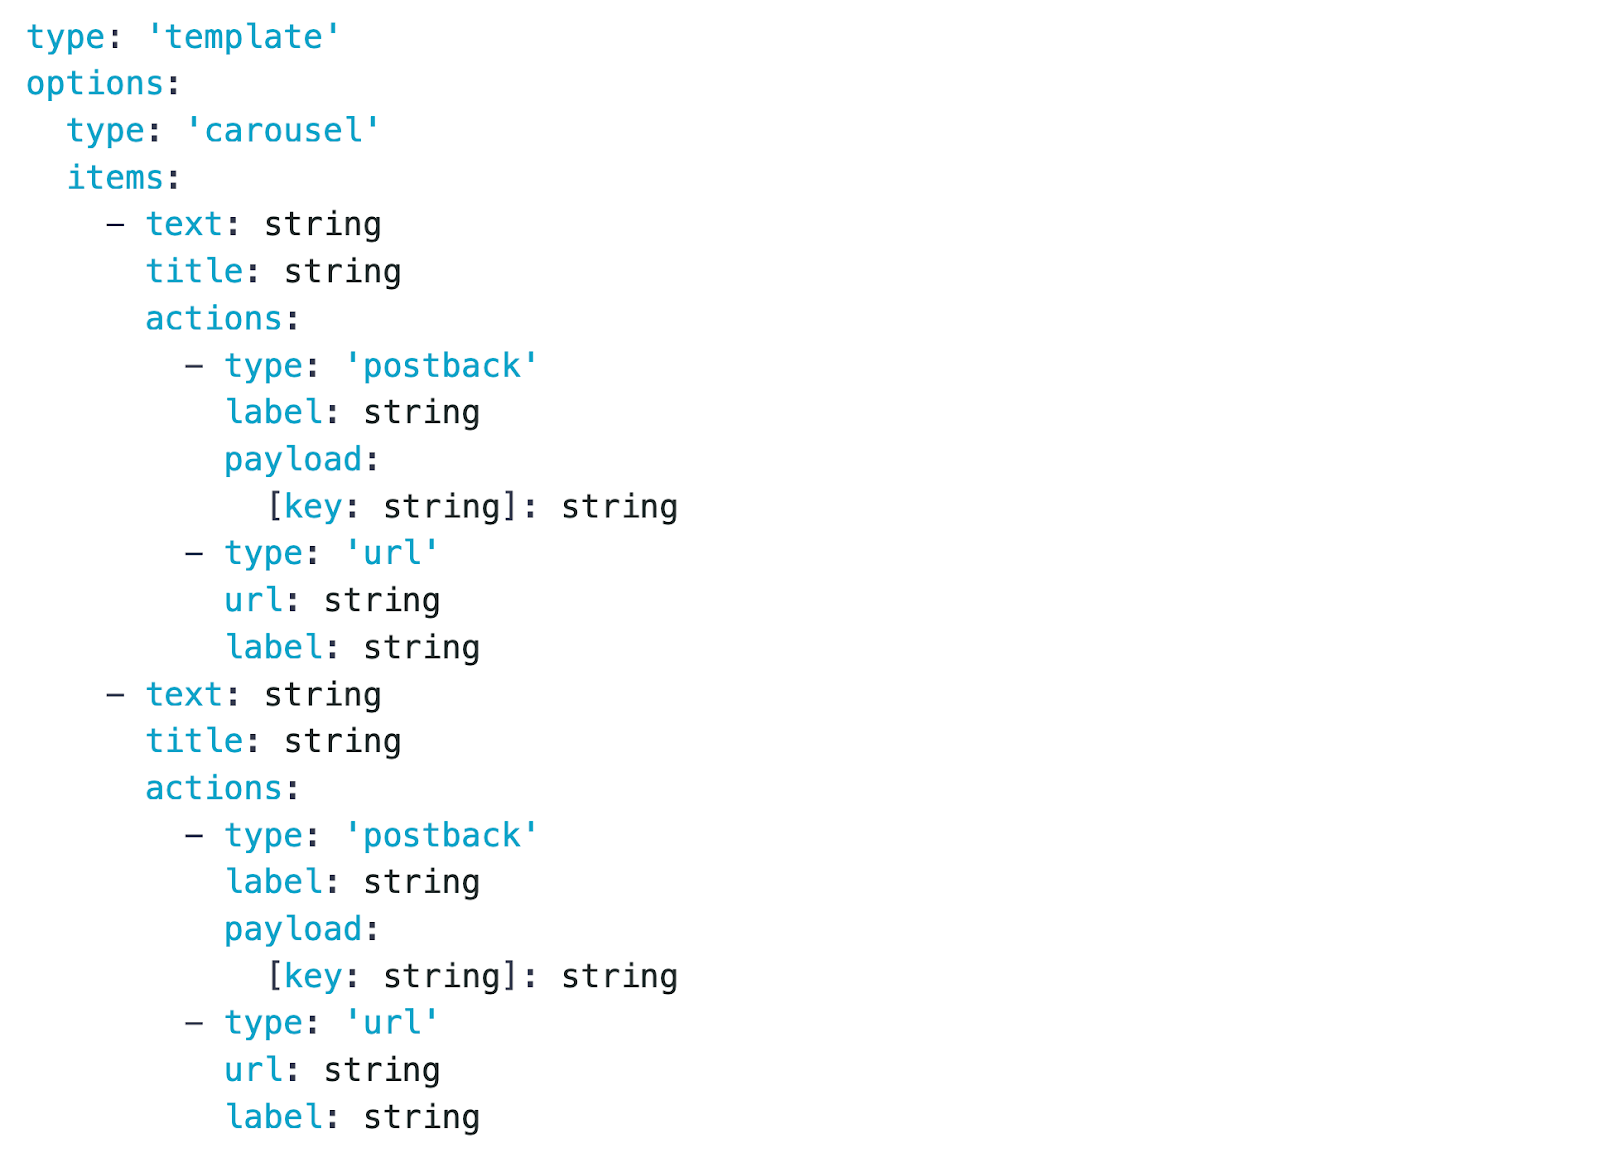 type: 'template'
options:
  type: 'carousel'
  items:
    – text: string
      title: string
      actions:
        – type: 'postback'
          label: string
          payload:
            [key: string]: string
        – type: 'url'
          url: string
          label: string
    – text: string
      title: string
      actions:
        – type: 'postback'
          label: string
          payload:
            [key: string]: string
        – type: 'url'
          url: string
          label: string